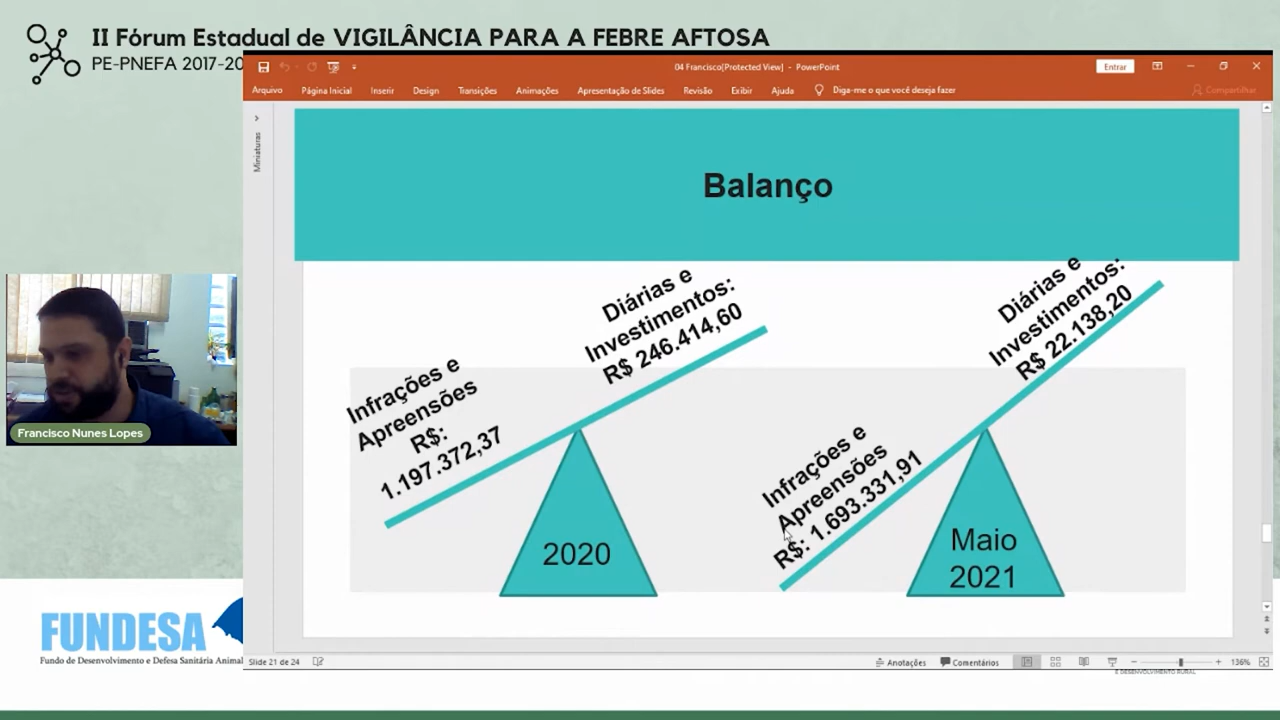 II Fórum Estadual de VIGILÂNCIA PARA A FEBRE AFTOSA
PE-PNEFA 2017-20
04 Francisco[Protected View] - PowerPoint
Entrar
Arquivo Página Inicial Inserir Design Transições Animações Apresentação de Slides Revisão Exibir Ajuda Diga-me o que você deseja fazer Compartilhar
Miniaturas
Balanço
Infrações e
Apreensões
R$:
1.197.372,37
Diárias e
Investimentos:
R$ 246.414,60
2020
Infrações e
Apreensões
R$: 1.693.331,91
Diárias e
Investimentos:
R$ 22.138,20
Maio
2021
Francisco Nunes Lopes
FUNDESA
Fundo de Desenvolvimento e Defesa Sanitária Animal
Slide 21 de 24 Anotações Comentários 136%
E DESENVOLVIMENTO RURAL